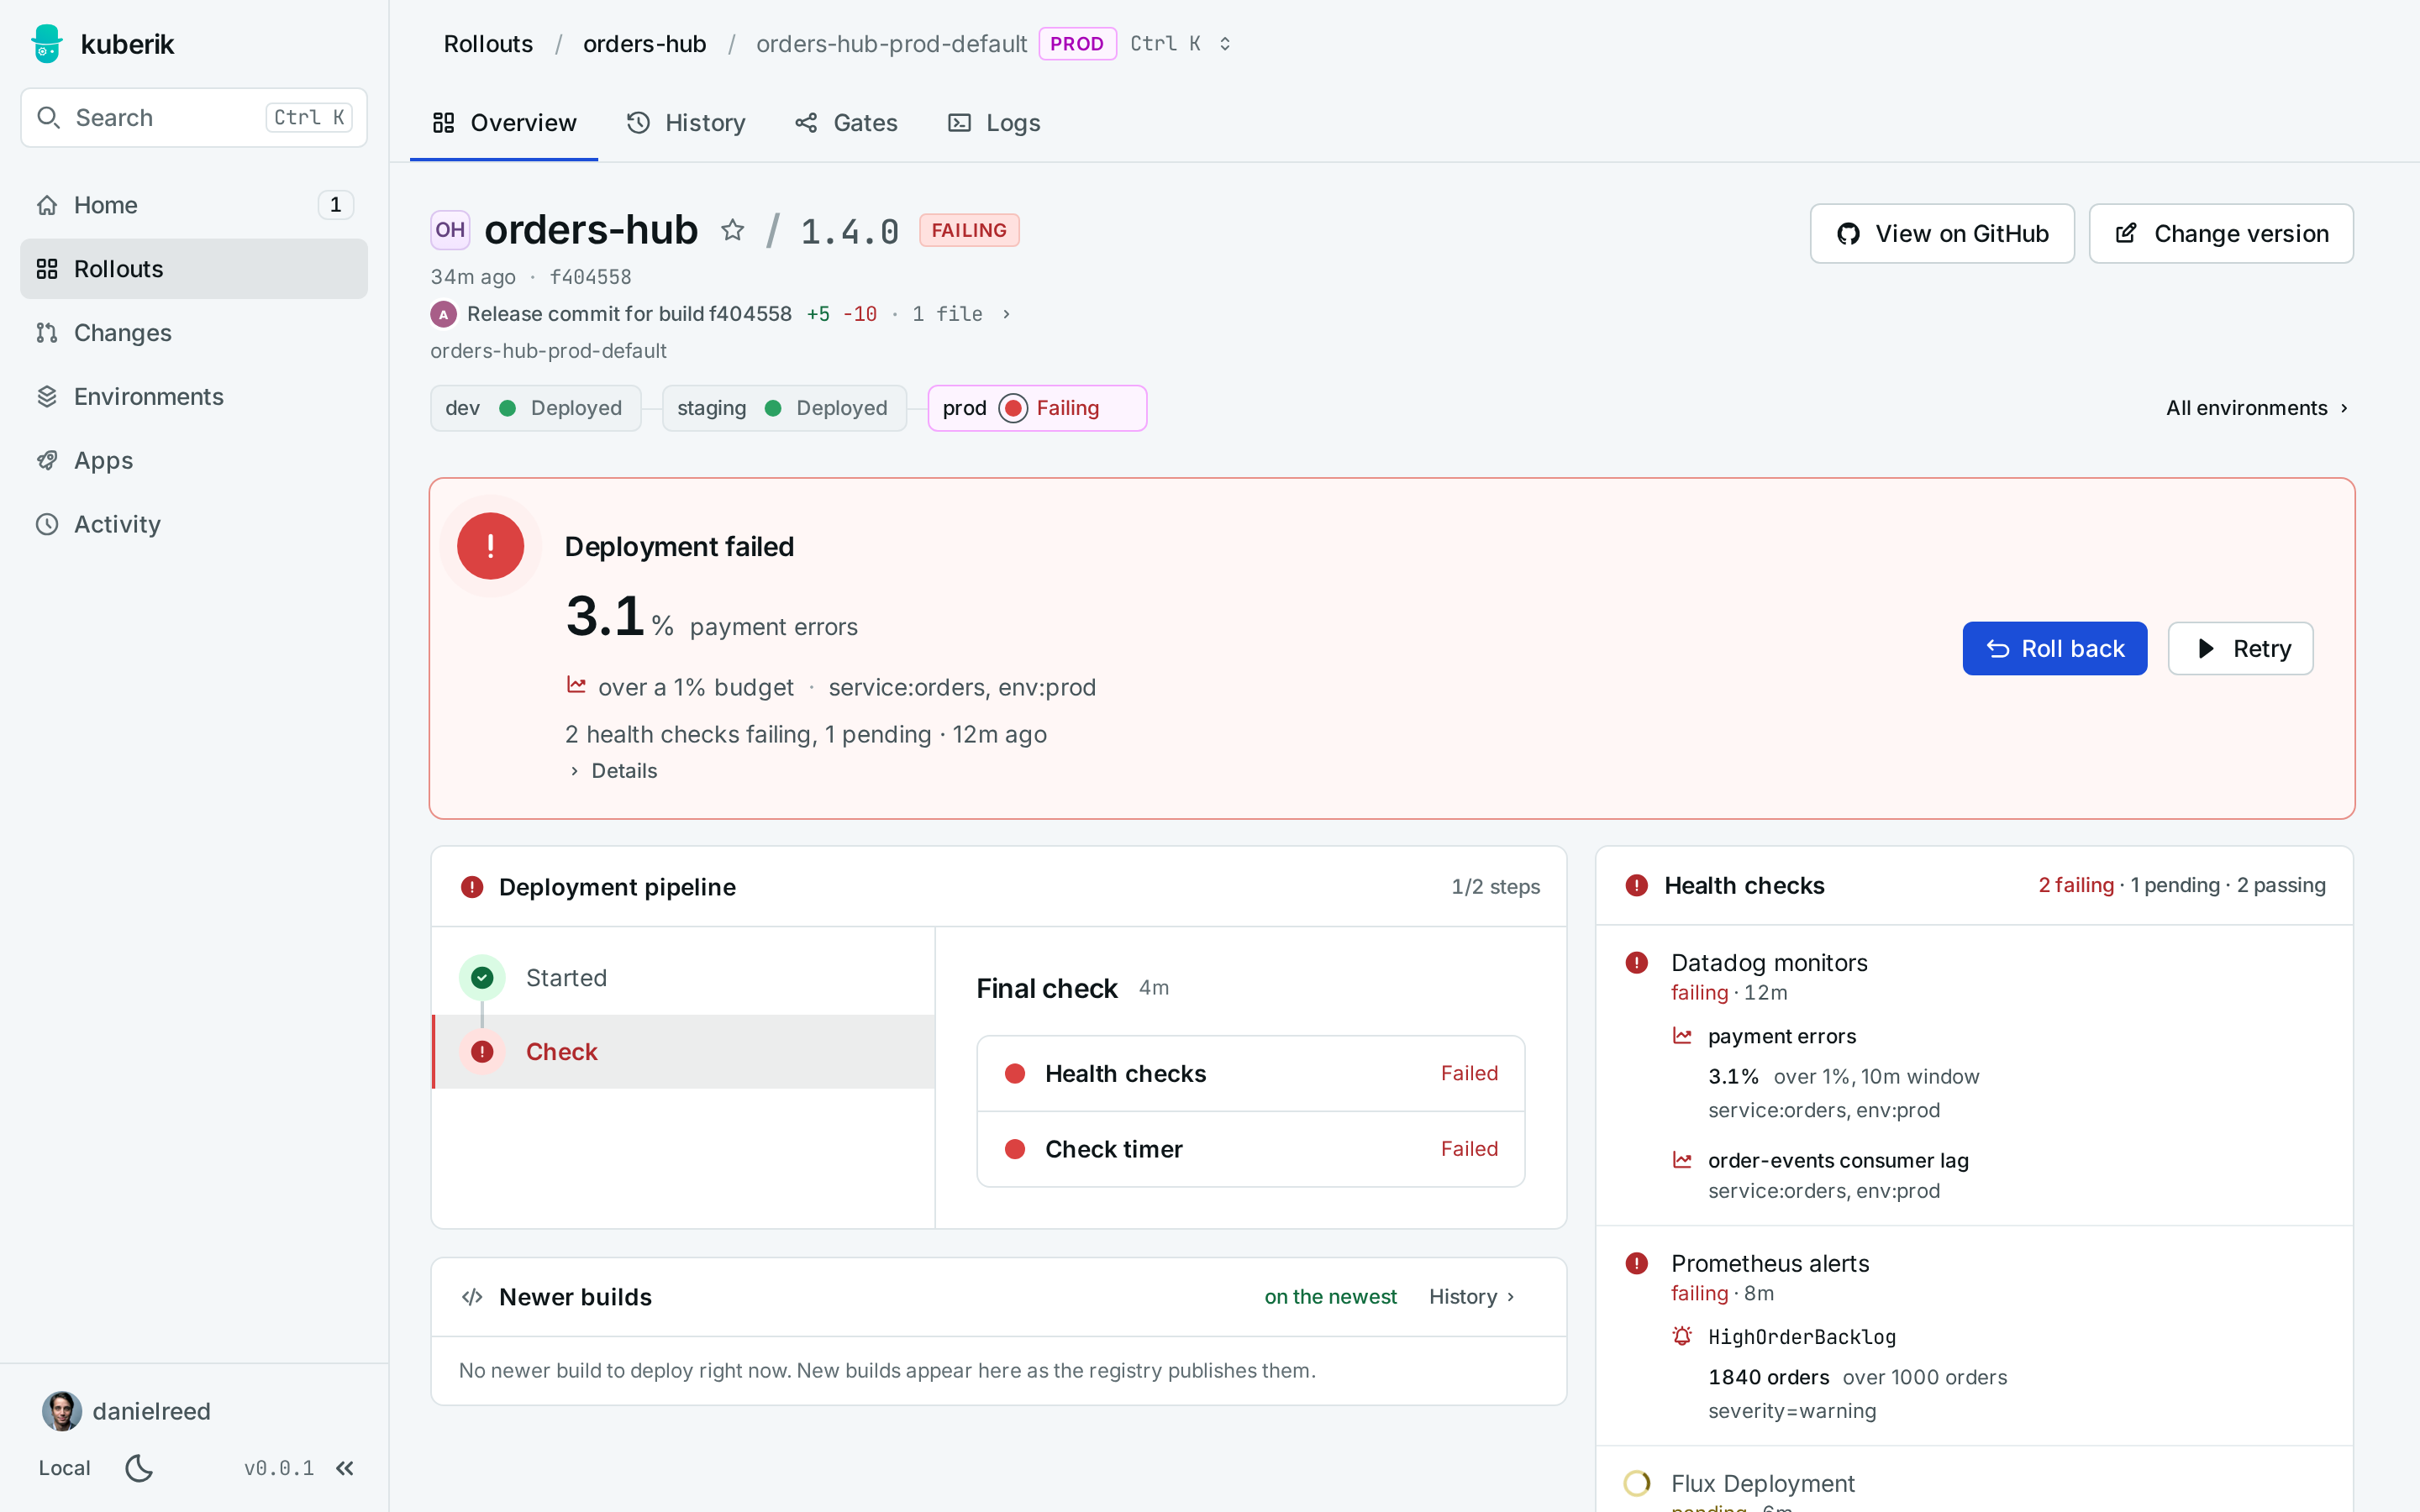 kuberik
Search Ctrl K
Home 1
Rollouts
Changes
Environments
Apps
Activity
danielreed
Local v0.0.1
Rollouts / orders-hub / orders-hub-prod-default PROD Ctrl K
Overview History Gates Logs
OH orders-hub / 1.4.0 FAILING
View on GitHub Change version
34m ago · f404558
A Release commit for build f404558 +5 -10 · 1 file
orders-hub-prod-default
dev Deployed staging Deployed prod Failing
All environments
Deployment failed
3.1 % payment errors
over a 1% budget · service:orders, env:prod
2 health checks failing, 1 pending · 12m ago
Details
Roll back Retry
Deployment pipeline 1/2 steps
Started
Check
Final check 4m
Health checks Failed
Check timer Failed
Newer builds on the newest History
No newer build to deploy right now. New builds appear here as the registry publishes them.
Health checks 2 failing · 1 pending · 2 passing
Datadog monitors
failing · 12m
payment errors
3.1% over 1%, 10m window
service:orders, env:prod
order-events consumer lag
service:orders, env:prod
Prometheus alerts
failing · 8m
HighOrderBacklog
1840 orders over 1000 orders
severity=warning
Flux Deployment
pending · 6m